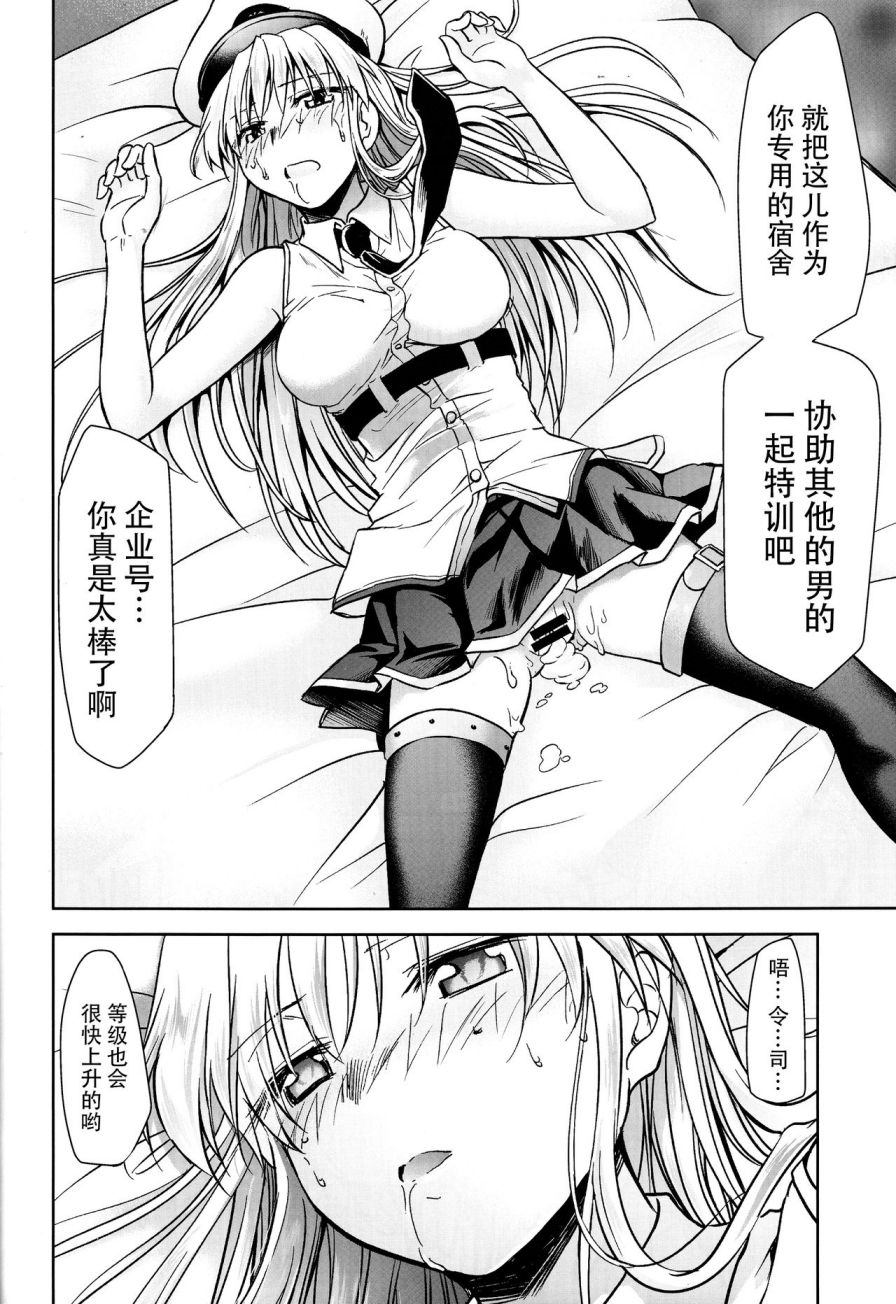 就把这儿作为
你专用的宿舍
协助其他的男的
一起特训吧
企业号…
你真是太棒了啊
唔…令…司…
等级也会
很快上升的哟